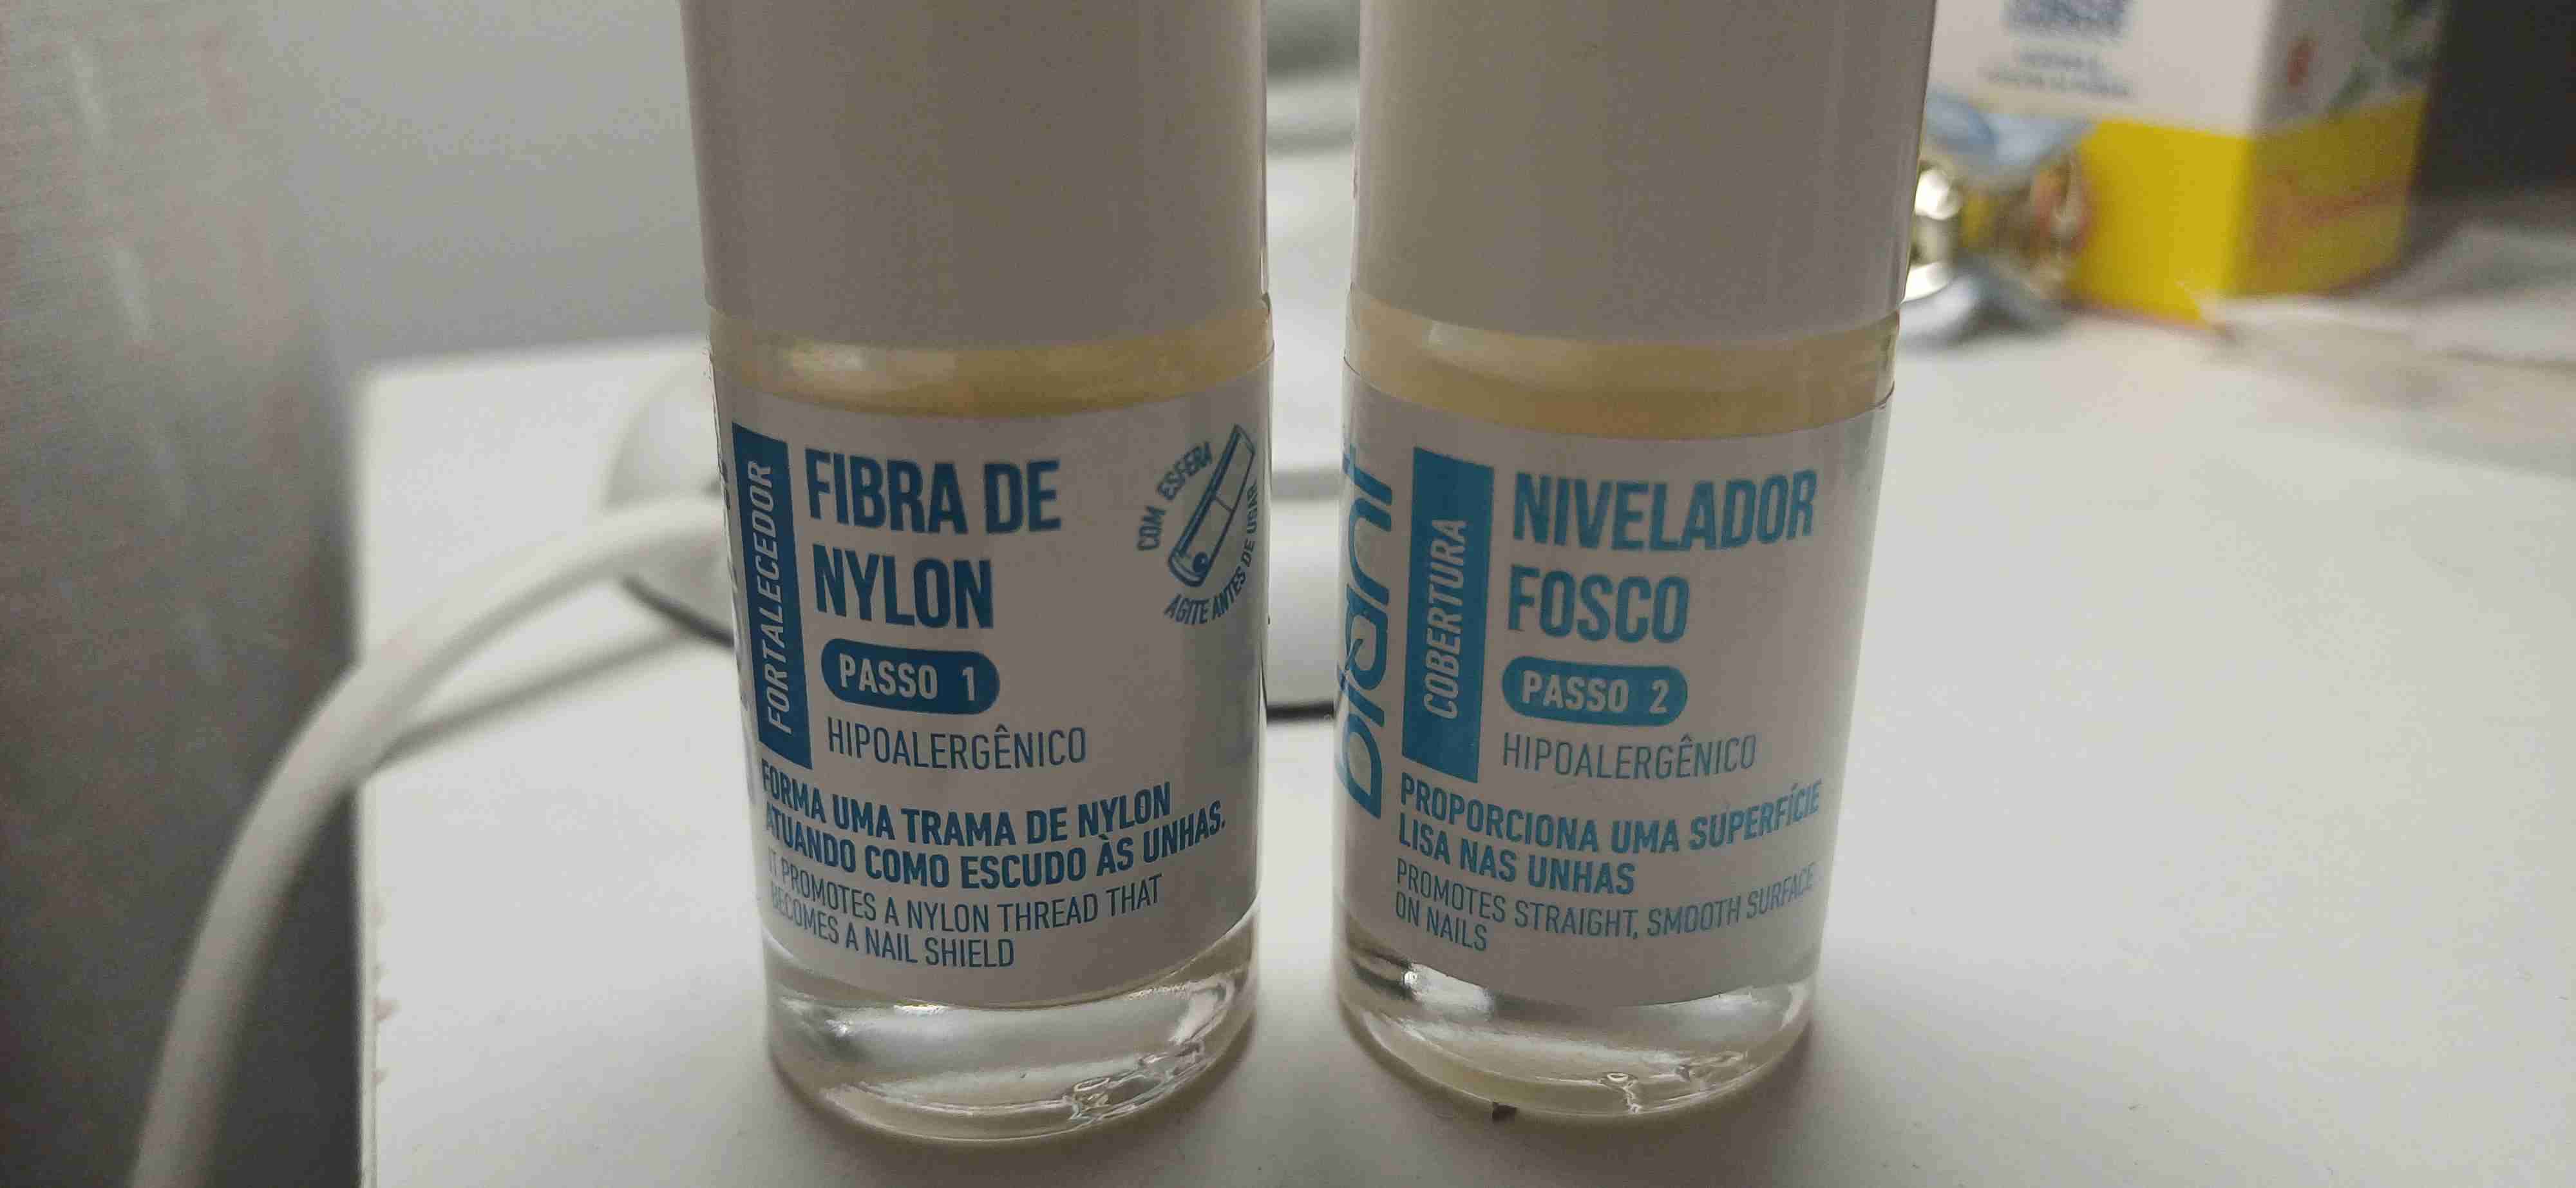 FORTALECEDOR
FIBRA DE
NYLON
PASSO 1
HIPOALERGÊNICO
COM ESFERA
AGITE ANTES DE USAR
FORMA UMA TRAMA DE NYLON
ATUANDO COMO ESCUDO ÀS UNHAS.
IT PROMOTES A NYLON THREAD THAT
BECOMES A NAIL SHIELD
COBERTURA
NIVELADOR
FOSCO
PASSO 2
HIPOALERGÊNICO
PROPORCIONA UMA SUPERFÍCIE
LISA NAS UNHAS
PROMOTES STRAIGHT, SMOOTH SURFACE
ON NAILS